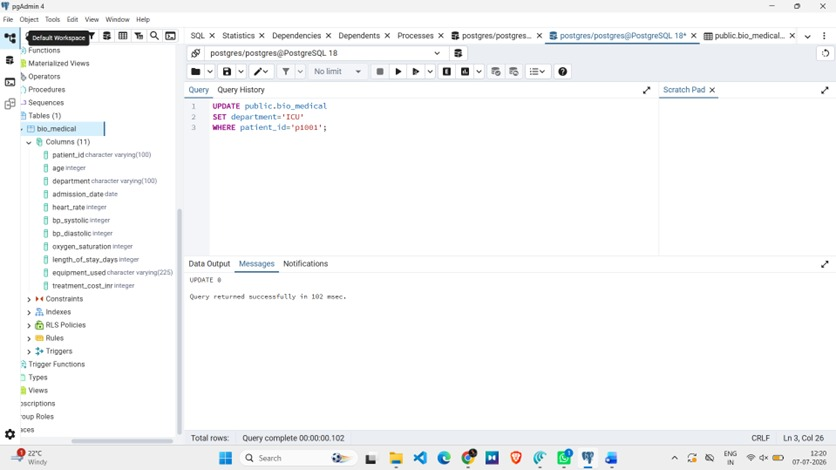 pgAdmin 4
File Object Tools Edit View Window Help
Default Workspace
Functions
Materialized Views
Operators
Procedures
Sequences
Tables (1)
bio_medical
Columns (11)
patient_id character varying(100)
age integer
department character varying(100)
admission_date date
heart_rate integer
bp_systolic integer
bp_diastolic integer
oxygen_saturation integer
length_of_stay_days integer
equipment_used character varying(225)
treatment_cost_inr integer
Constraints
Indexes
RLS Policies
Rules
Triggers
Trigger Functions
Types
Views
oscriptions
oup Roles
aces
SQL Statistics Dependencies Dependents Processes postgres/postgres... postgres/postgres@PostgreSQL 18* public.bio_medical...
postgres/postgres@PostgreSQL 18
No limit
Query Query History
Scratch Pad
1 UPDATE public.bio_medical
2 SET department='ICU'
3 WHERE patient_id='p1001';
Data Output Messages Notifications
UPDATE 0
Query returned successfully in 102 msec.
Total rows: Query complete 00:00:00.102 CRLF Ln 3, Col 26
1
22°C
Windy
Search
1
ENG
IN
12:20
07-07-2026